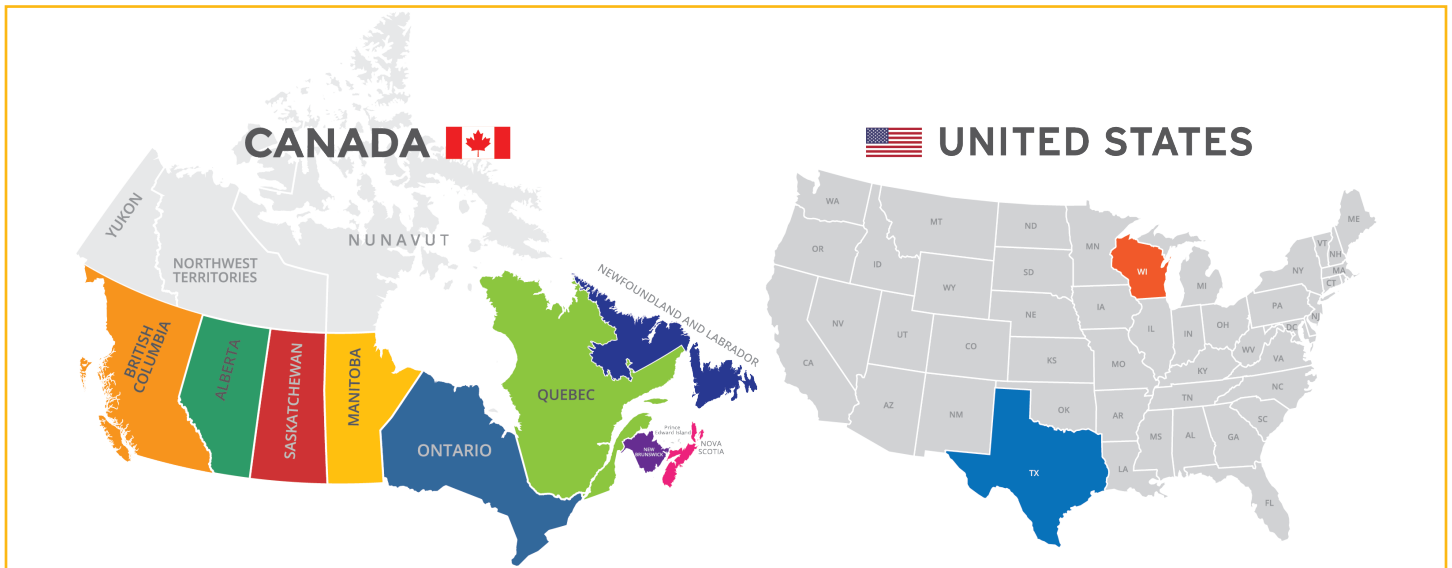 CANADA
YUKON
NORTHWEST
TERRITORIES
NUNAVUT
BRITISH
COLUMBIA
ALBERTA
SASKATCHEWAN
MANITOBA
ONTARIO
QUEBEC
NEWFOUNDLAND AND LABRADOR
Prince
Edward Island
NEW
BRUNSWICK
NOVA
SCOTIA
UNITED STATES
WA
OR
CA
NV
ID
MT
WY
UT
AZ
CO
NM
ND
SD
NE
KS
OK
TX
MN
IA
MO
AR
LA
WI
IL
MS
MI
IN
OH
KY
TN
AL
GA
FL
SC
NC
VA
WV
DC
PA
NJ
NY
CT
MA
VT
NH
ME